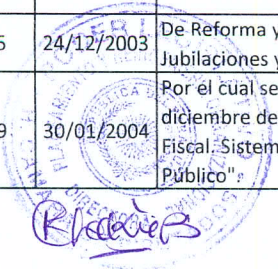 5 24/12/2003 De Reforma y
Jubilaciones y
Por el cual se
diciembre de
9 30/01/2004 Fiscal. Sistem
Público".